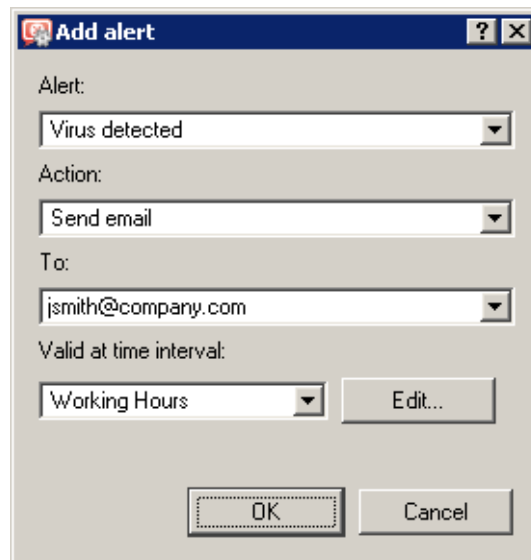 Add alert
Alert:
Virus detected
Action:
Send email
To:
jsmith@company.com
Valid at time interval:
Working Hours
Edit...
OK
Cancel